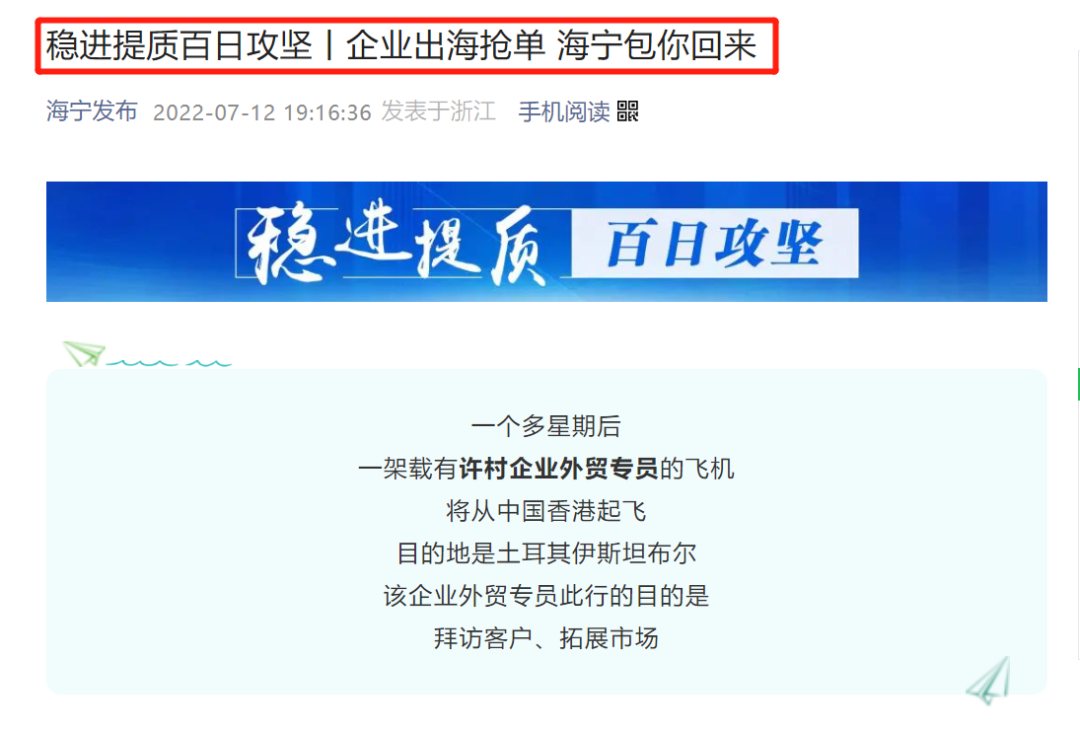 稳进提质百日攻坚丨企业出海抢单 海宁包你回来
海宁发布 2022-07-12 19:16:36 发表于浙江 手机阅读
稳进提质 百日攻坚
一个多星期后
一架载有许村企业外贸专员的飞机
将从中国香港起飞
目的地是土耳其伊斯坦布尔
该企业外贸专员此行的目的是
拜访客户、拓展市场